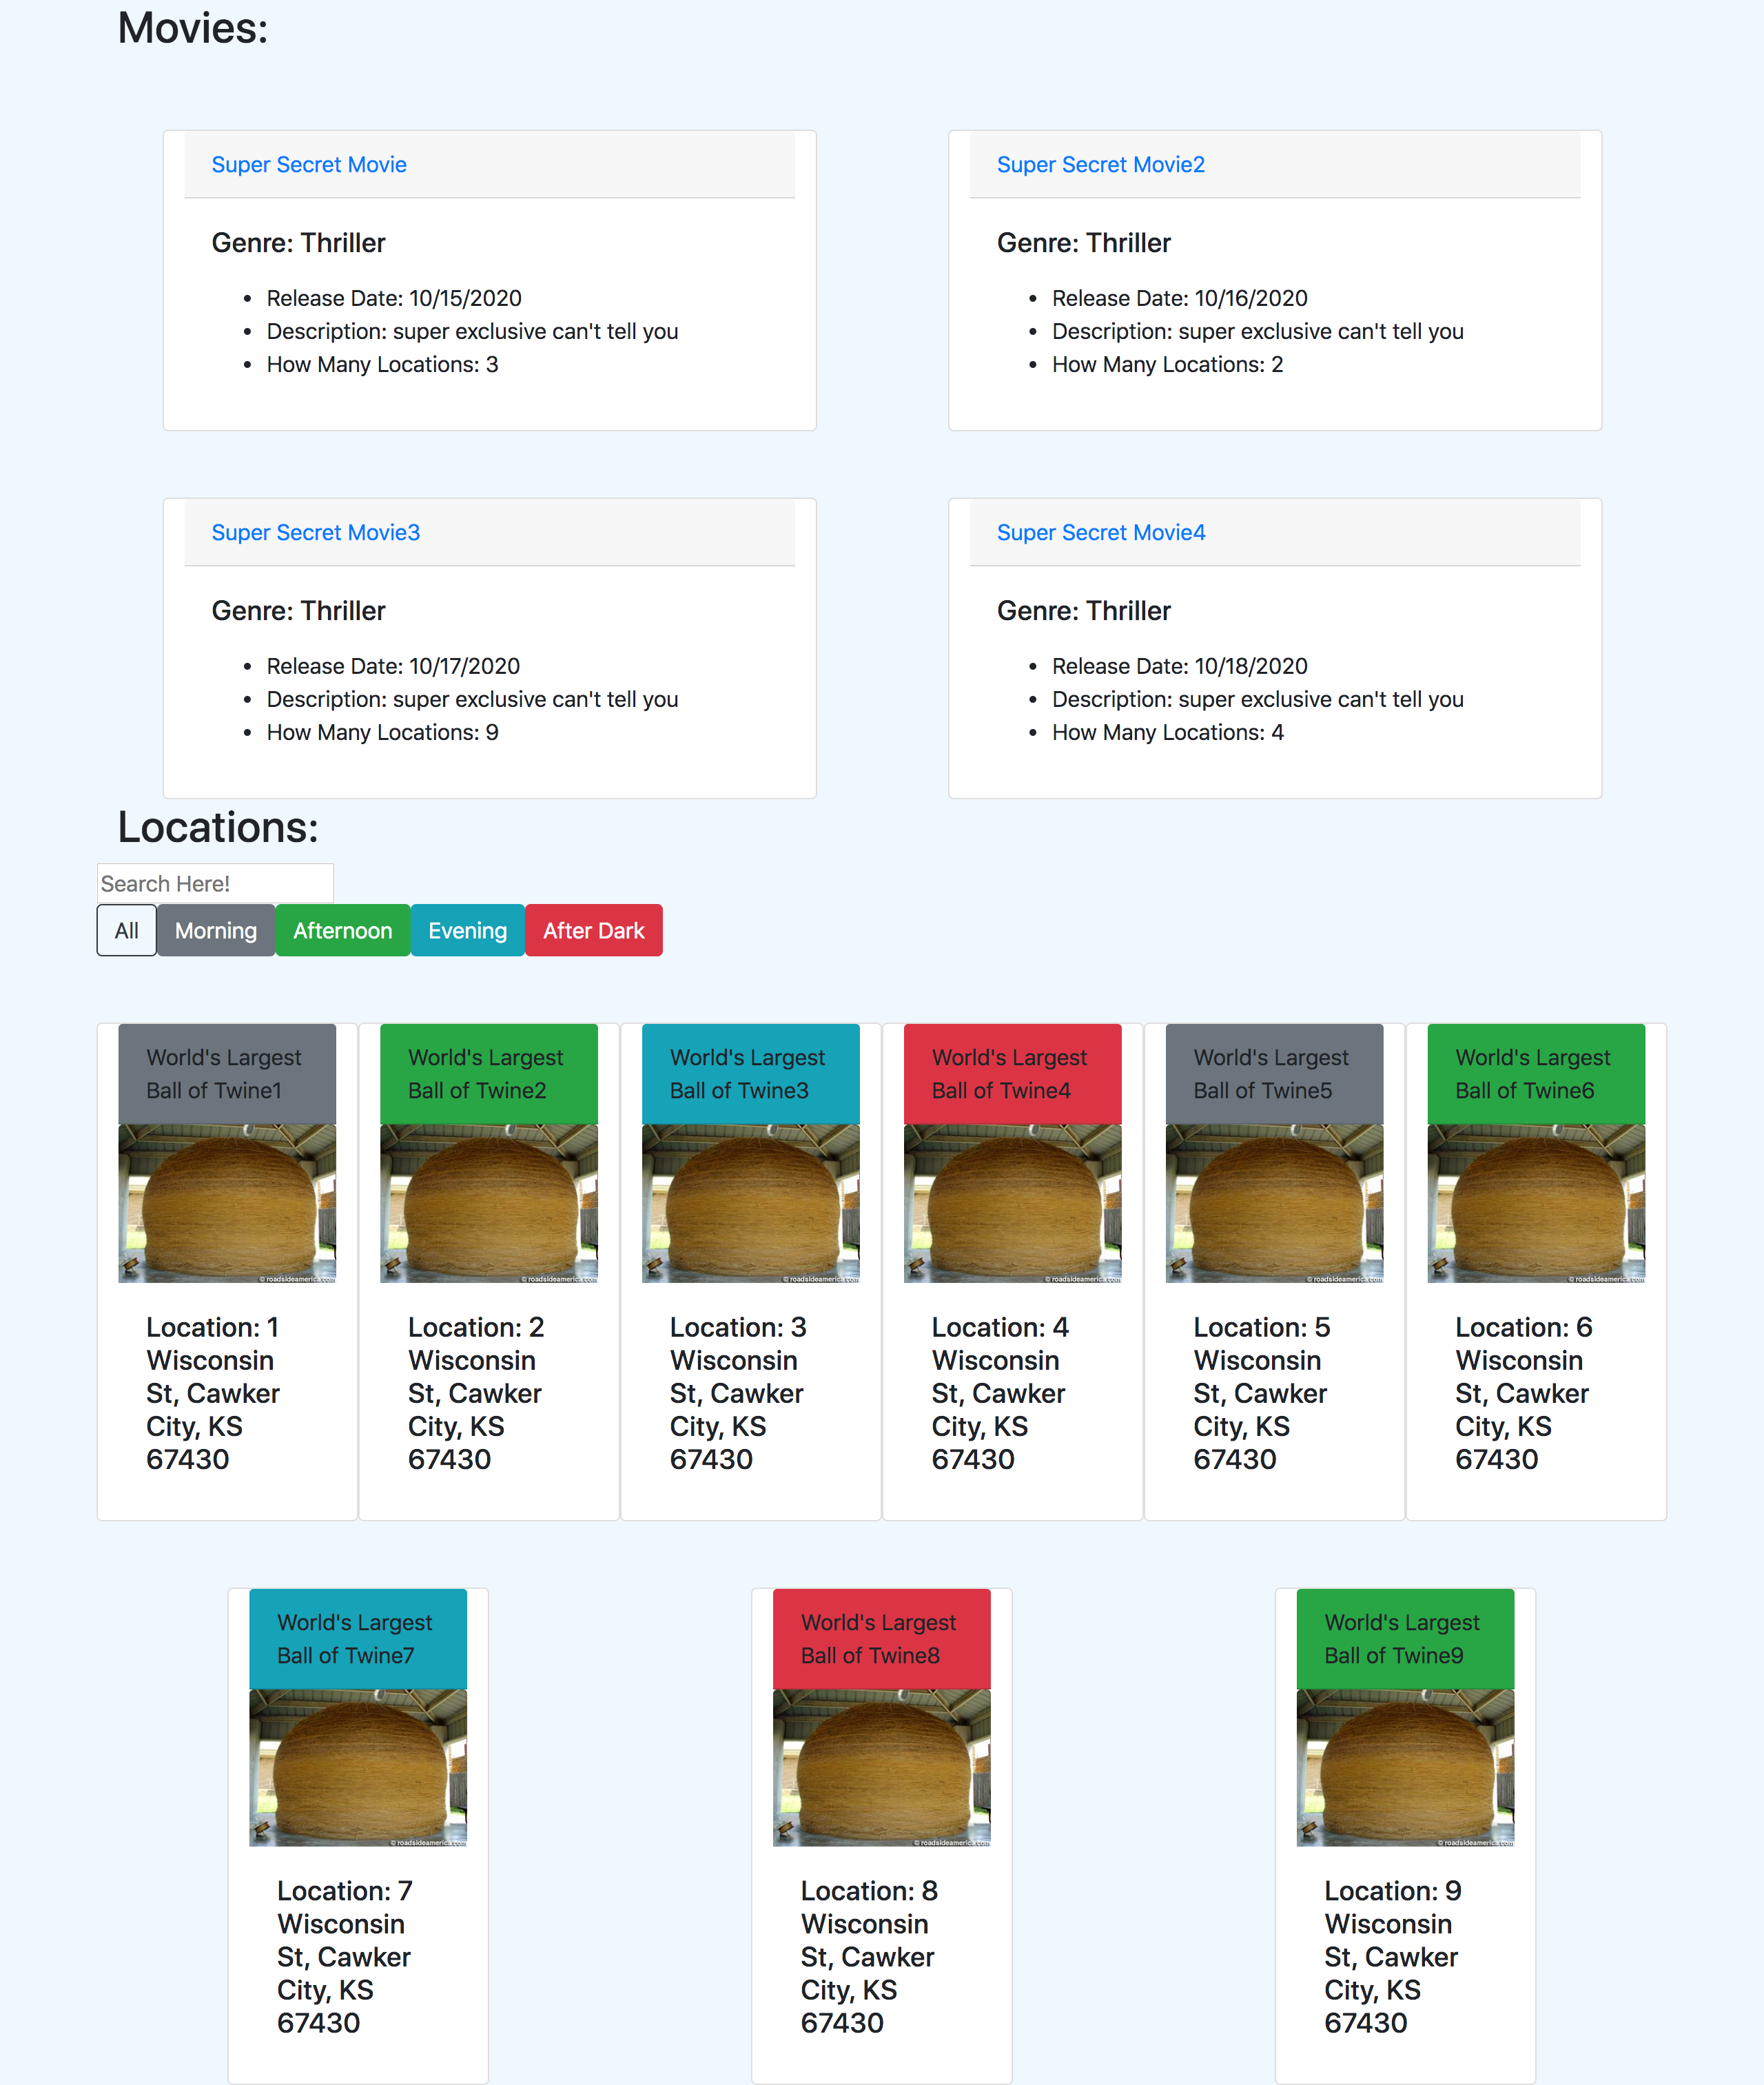 Movies:
Super Secret Movie
Genre: Thriller
Release Date: 10/15/2020
Description: super exclusive can't tell you
How Many Locations: 3
Super Secret Movie2
Genre: Thriller
Release Date: 10/16/2020
Description: super exclusive can't tell you
How Many Locations: 2
Super Secret Movie3
Genre: Thriller
Release Date: 10/17/2020
Description: super exclusive can't tell you
How Many Locations: 9
Super Secret Movie4
Genre: Thriller
Release Date: 10/18/2020
Description: super exclusive can't tell you
How Many Locations: 4
Locations:
Search Here!
All
Morning
Afternoon
Evening
After Dark
World's Largest
Ball of Twine1
© roadsideamerica.com
Location: 1
Wisconsin
St, Cawker
City, KS
67430
World's Largest
Ball of Twine2
© roadsideamerica.com
Location: 2
Wisconsin
St, Cawker
City, KS
67430
World's Largest
Ball of Twine3
© roadsideamerica.com
Location: 3
Wisconsin
St, Cawker
City, KS
67430
World's Largest
Ball of Twine4
© roadsideamerica.com
Location: 4
Wisconsin
St, Cawker
City, KS
67430
World's Largest
Ball of Twine5
© roadsideamerica.com
Location: 5
Wisconsin
St, Cawker
City, KS
67430
World's Largest
Ball of Twine6
© roadsideamerica.com
Location: 6
Wisconsin
St, Cawker
City, KS
67430
World's Largest
Ball of Twine7
© roadsideamerica.com
Location: 7
Wisconsin
St, Cawker
City, KS
67430
World's Largest
Ball of Twine8
© roadsideamerica.com
Location: 8
Wisconsin
St, Cawker
City, KS
67430
World's Largest
Ball of Twine9
© roadsideamerica.com
Location: 9
Wisconsin
St, Cawker
City, KS
67430